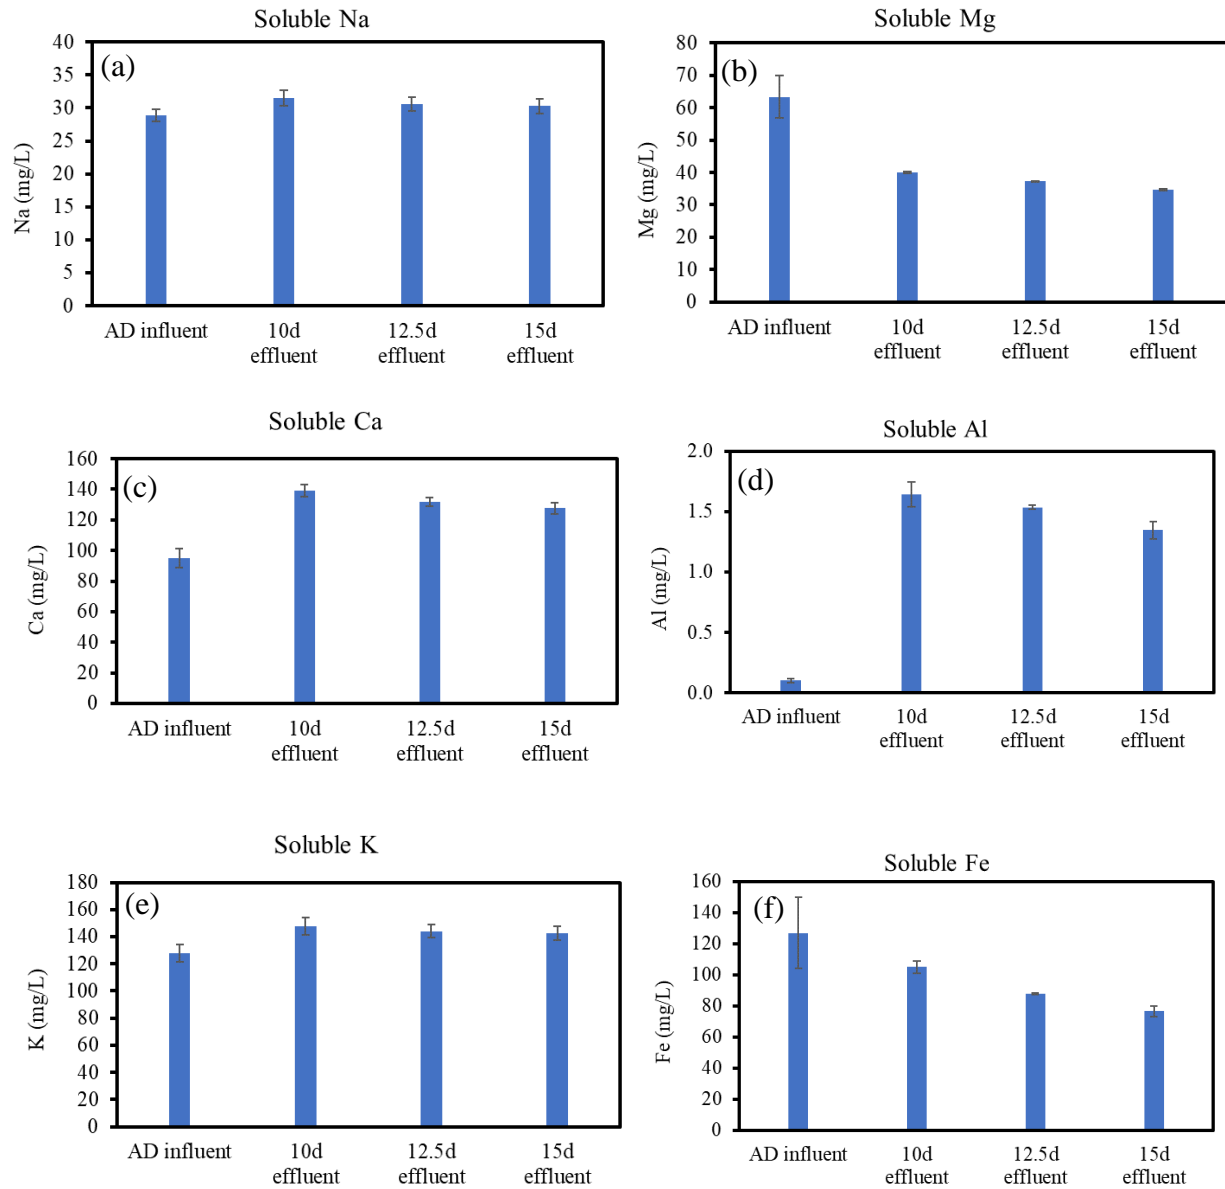 Soluble Na
(a)
Na (mg/L)
40
35
30
25
20
15
10
5
0
AD influent
10d
effluent
12.5d
effluent
15d
effluent
Soluble Mg
(b)
Mg (mg/L)
80
70
60
50
40
30
20
10
0
AD influent
10d
effluent
12.5d
effluent
15d
effluent
Soluble Ca
(c)
Ca (mg/L)
160
140
120
100
80
60
40
20
0
AD influent
10d
effluent
12.5d
effluent
15d
effluent
Soluble Al
(d)
Al (mg/L)
2.0
1.5
1.0
0.5
0.0
AD influent
10d
effluent
12.5d
effluent
15d
effluent
Soluble K
(e)
K (mg/L)
180
160
140
120
100
80
60
40
20
0
AD influent
10d
effluent
12.5d
effluent
15d
effluent
Soluble Fe
(f)
Fe (mg/L)
160
140
120
100
80
60
40
20
0
AD influent
10d
effluent
12.5d
effluent
15d
effluent